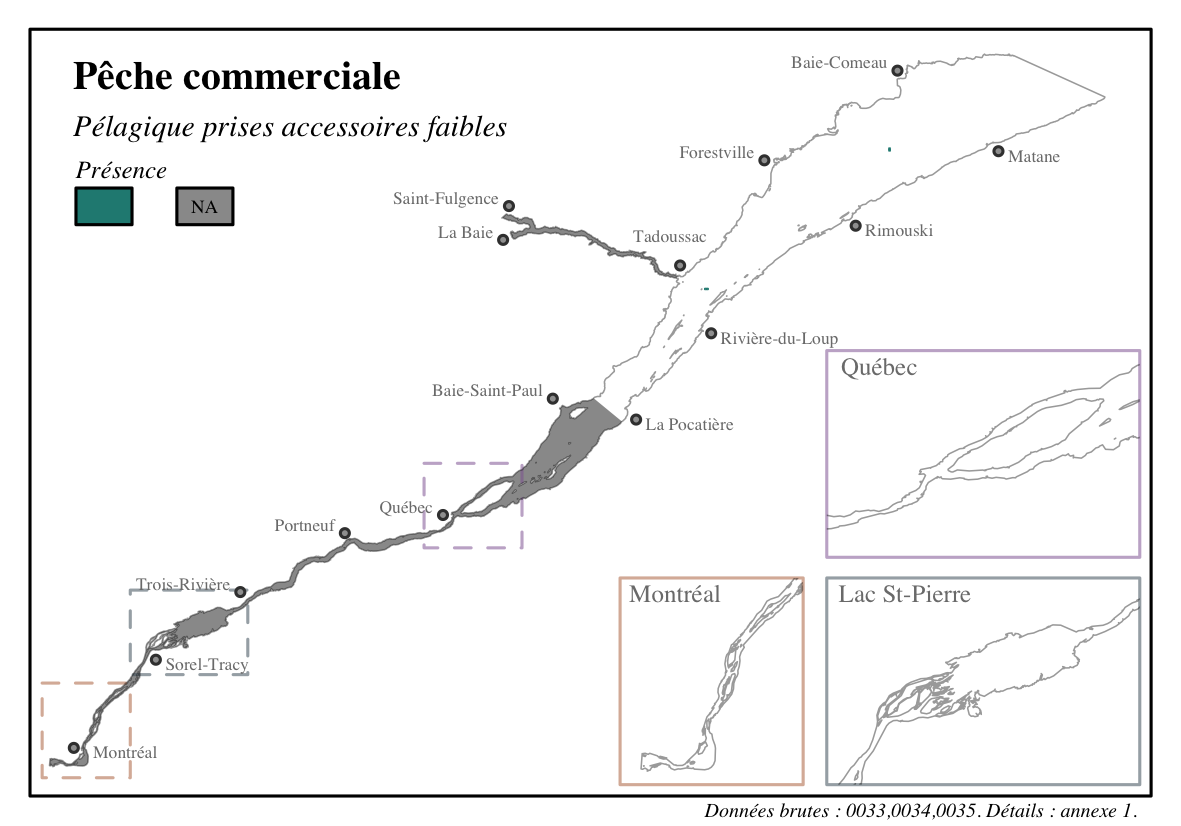 Pêche commerciale
Pélagique prises accessoires faibles
Présence
NA
Baie-Comeau
Forestville
Matane
Saint-Fulgence
La Baie
Tadoussac
Rimouski
Rivière-du-Loup
Baie-Saint-Paul
La Pocatière
Québec
Portneuf
Trois-Rivière
Sorel-Tracy
Montréal
Québec
Montréal
Lac St-Pierre
Données brutes : 0033,0034,0035. Détails : annexe 1.